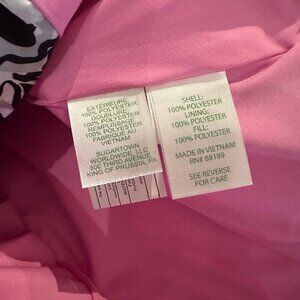 EXTÉRIEURE:
100% POLYESTER
DOUBLURE:
100% POLYESTER
REMPLISSAGE:
100% POLYESTER
FABRIQUE AU
VIETNAM
SUGARTOWN
WORLDWIDE, LLC
800 THIRD AVENUE
KING OF PRUSSIA, PA
SHELL:
100% POLYESTER
LINING:
100% POLYESTER
FILL:
100% POLYESTER
MADE IN VIETNAM
RN# 88189
SEE REVERSE
FOR CARE